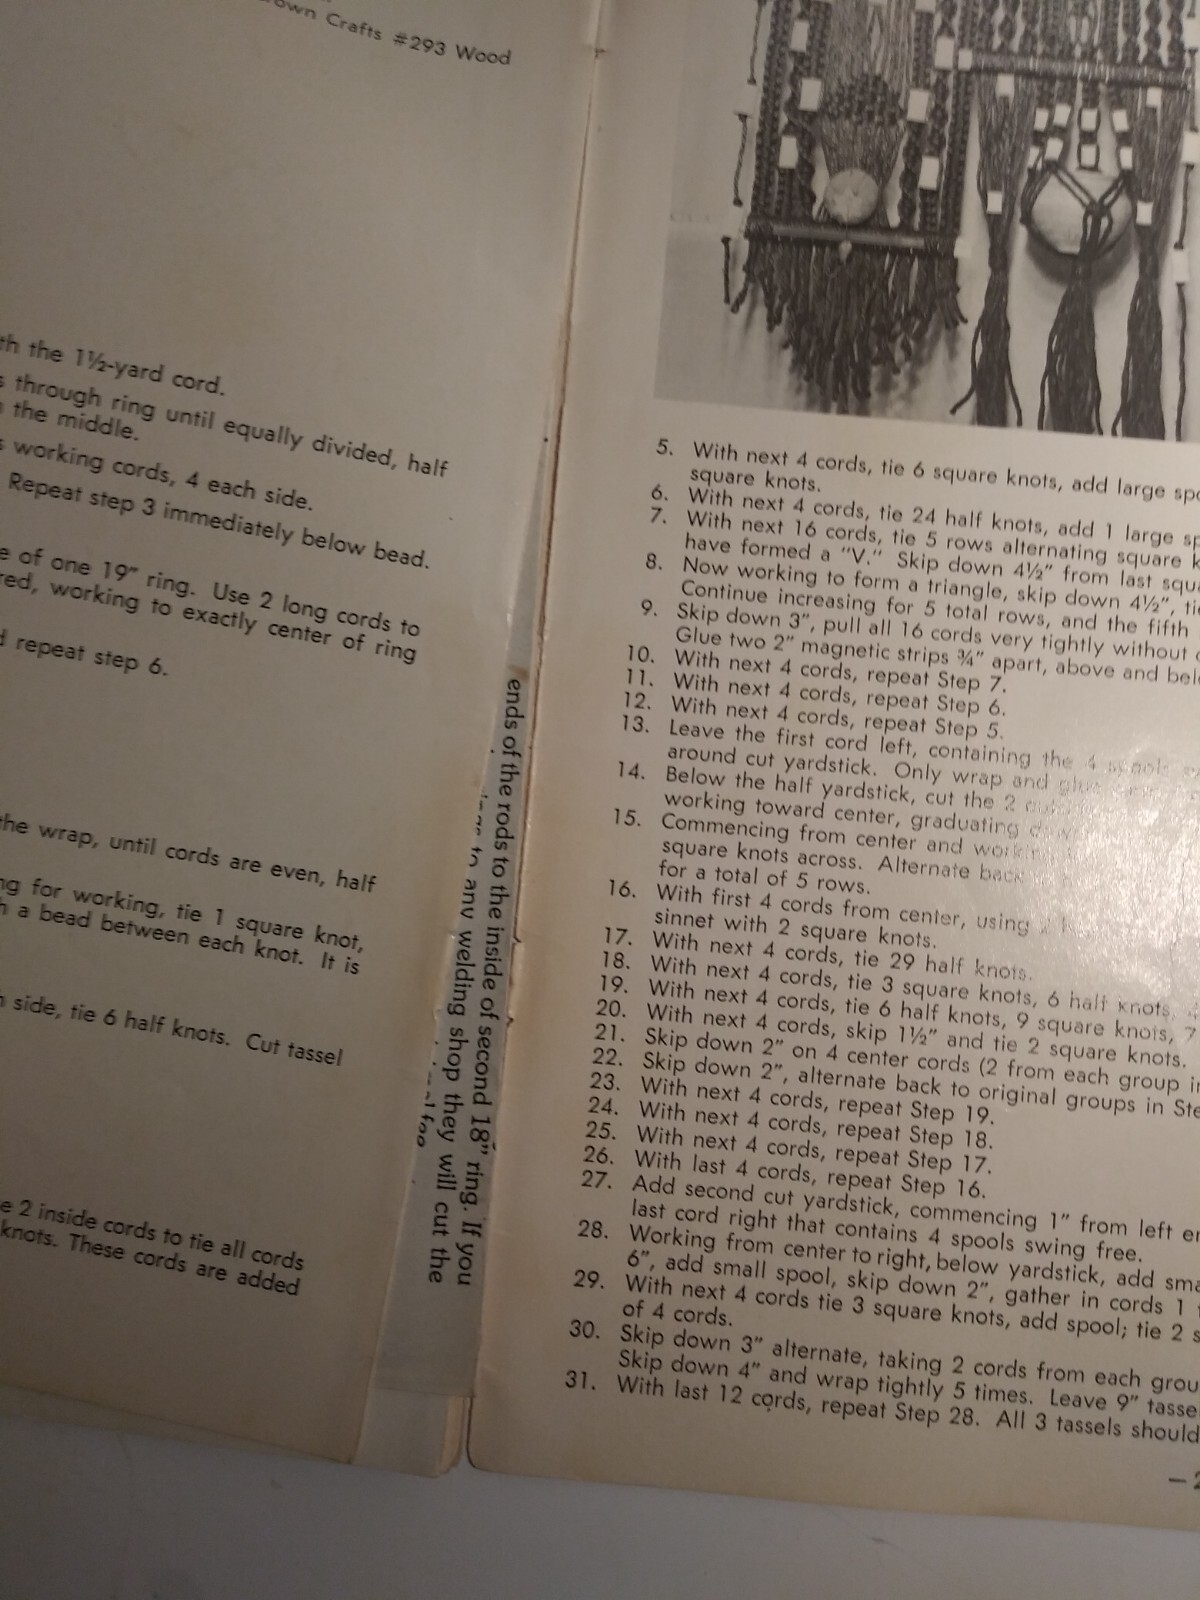 own Crafts #293 Wood
th the 1½-yard cord.
through ring until equally divided, half
the middle.
working cords, 4 each side.
Repeat step 3 immediately below bead.
e of one 19" ring. Use 2 long cords to
red, working to exactly center of ring
repeat step 6.
the wrap, until cords are even, half
ng for working, tie 1 square knot,
h a bead between each knot. It is
side, tie 6 half knots. Cut tassel
e 2 inside cords to tie all cords
knots. These cords are added
ends of the rods to the inside of second 18" ring. If you
to any welding shop they will cut the
5. With next 4 cords, tie 6 square knots, add large spo
square knots.
6. With next 4 cords, tie 24 half knots, add 1 large sp
7. With next 16 cords, tie 5 rows alternating square k
have formed a "V." Skip down 4½" from last squa
8. Now working to form a triangle, skip down 4½", ti
Continue increasing for 5 total rows, and the fifth
9. Skip down 3", pull all 16 cords very tightly without
Glue two 2" magnetic strips ¾" apart, above and bel
10. With next 4 cords, repeat Step 7.
11. With next 4 cords, repeat Step 6.
12. With next 4 cords, repeat Step 5.
13. Leave the first cord left, containing the 4 spools
around cut yardstick. Only wrap and glue
14. Below the half yardstick, cut the 2
working toward center, graduating
15. Commencing from center and
square knots across. Alternate back
for a total of 5 rows.
16. With first 4 cords from center, using
sinnet with 2 square knots.
17. With next 4 cords, tie 29 half knots.
18. With next 4 cords, tie 3 square knots, 6 half knots,
19. With next 4 cords, tie 6 half knots, 9 square knots, 7
20. With next 4 cords, skip 1½" and tie 2 square knots.
21. Skip down 2" on 4 center cords (2 from each group in
22. Skip down 2", alternate back to original groups in Ste
23. With next 4 cords, repeat Step 19.
24. With next 4 cords, repeat Step 18.
25. With next 4 cords, repeat Step 17.
26. With last 4 cords, repeat Step 16.
27. Add second cut yardstick, commencing 1" from left e
last cord right that contains 4 spools swing free.
28. Working from center to right, below yardstick, add sma
6", add small spool, skip down 2", gather in cords 1
29. With next 4 cords tie 3 square knots, add spool; tie 2 s
of 4 cords.
30. Skip down 3" alternate, taking 2 cords from each grou
Skip down 4" and wrap tightly 5 times. Leave 9" tasse
31. With last 12 cords, repeat Step 28. All 3 tassels should